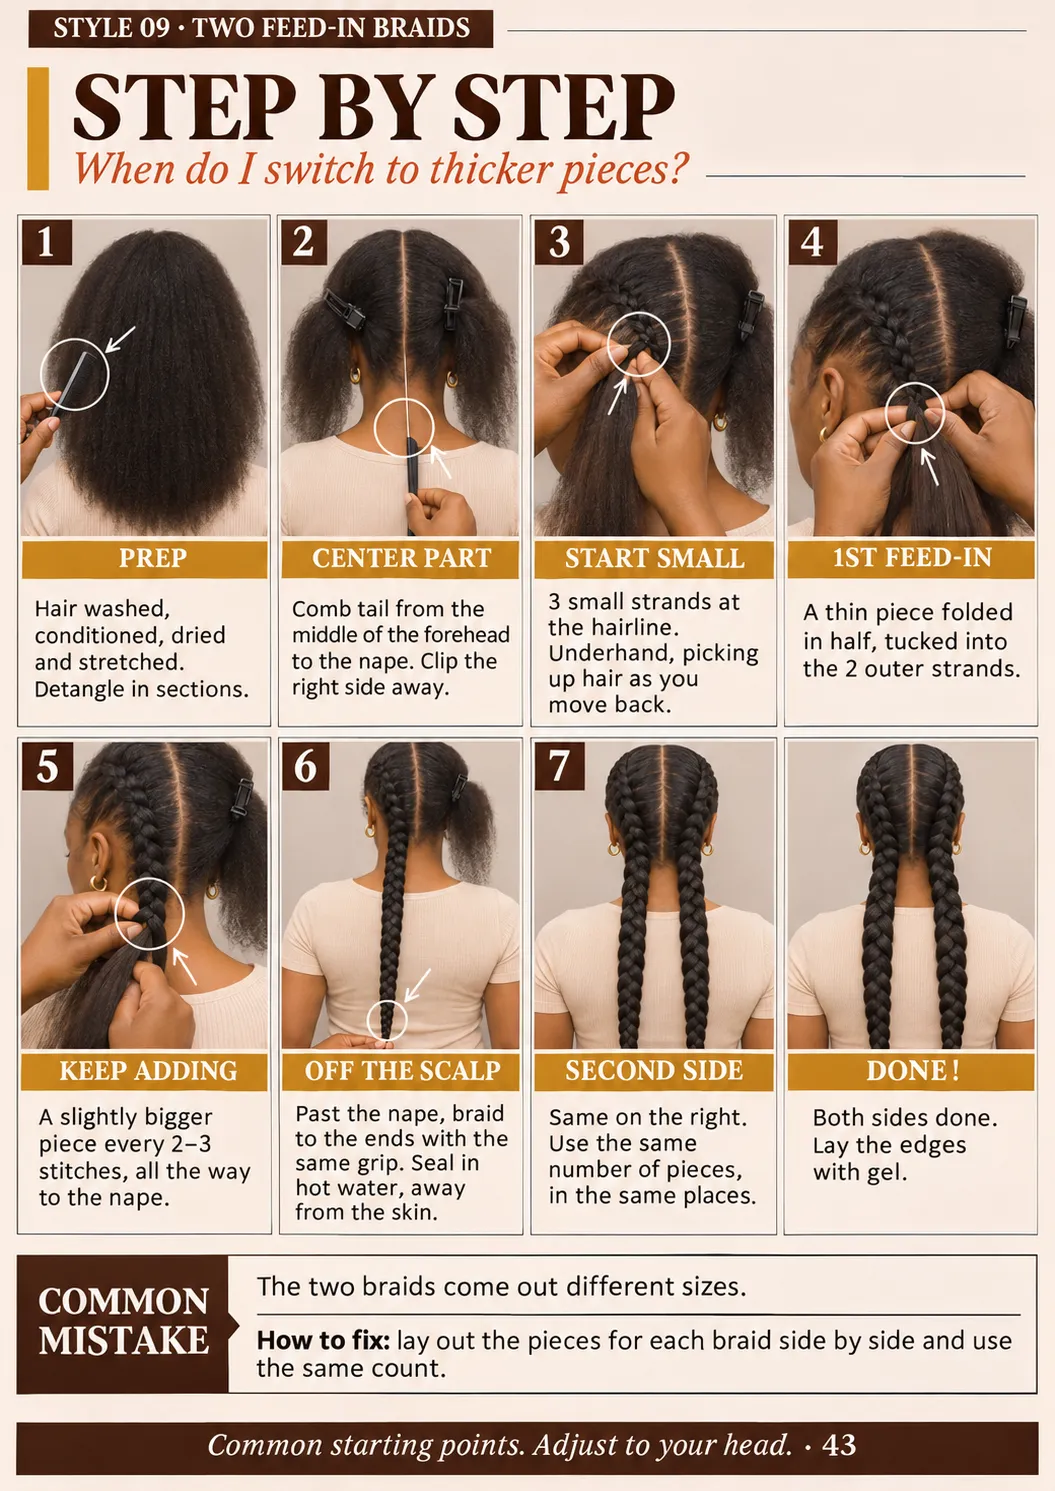 STYLE 09 · TWO FEED-IN BRAIDS
STEP BY STEP
When do I switch to thicker pieces?
1
PREP
Hair washed,
conditioned, dried
and stretched.
Detangle in sections.
2
CENTER PART
Comb tail from the
middle of the forehead
to the nape. Clip the
right side away.
3
START SMALL
3 small strands at
the hairline.
Underhand, picking
up hair as you
move back.
4
1ST FEED-IN
A thin piece folded
in half, tucked into
the 2 outer strands.
5
KEEP ADDING
A slightly bigger
piece every 2–3
stitches, all the way
to the nape.
6
OFF THE SCALP
Past the nape, braid
to the ends with the
same grip. Seal in
hot water, away
from the skin.
7
SECOND SIDE
Same on the right.
Use the same
number of pieces,
in the same places.
DONE!
Both sides done.
Lay the edges
with gel.
COMMON
MISTAKE
The two braids come out different sizes.
How to fix: lay out the pieces for each braid side by side and use
the same count.
Common starting points. Adjust to your head. · 43